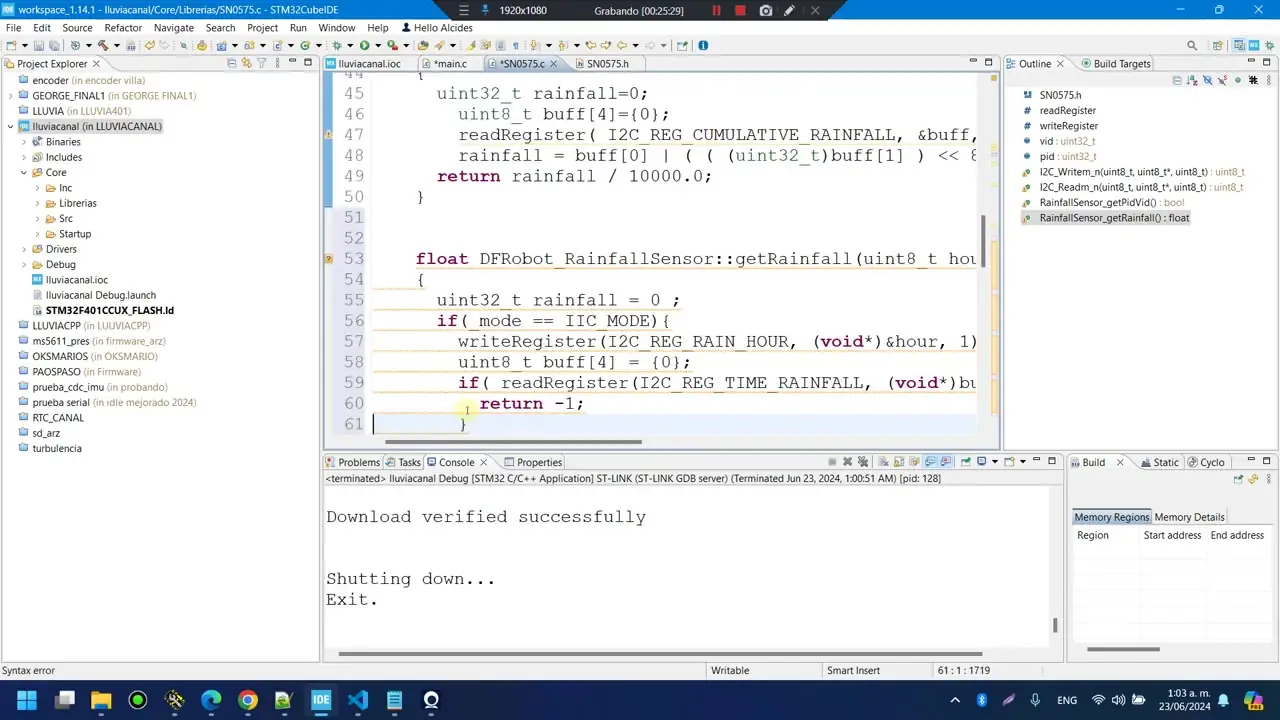 workspace_1.14.1 - lluviacanal/Core/Librerias/SN0575.c - STM32CubeIDE
1920x1080
Grabando [00:25:29]
File Edit Source Refactor Navigate Search Project Run Window Help Hello Alcides
Project Explorer
encoder (in encoder villa)
GEORGE_FINAL1 (in GEORGE FINAL1)
LLUVIA (in LLUVIA401)
lluviacanal (in LLUVIACANAL)
Binaries
Includes
Core
Inc
Librerias
Src
Startup
Drivers
Debug
lluviacanal.ioc
lluviacanal Debug.launch
STM32F401CCUX_FLASH.ld
LLUVIACPP (in LUUVIACPP)
ms5611_pres (in firmware_arz)
OKSMARIOS (in OKSMARIO)
PAOSPASO (in Firmware)
prueba_cdc_imu (in probando)
prueba serial (in idle mejorado 2024)
RTC_CANAL
sd_arz
turbulencia
lluviacanal.ioc *main.c *SN0575.c SN0575.h
44 {
45 uint32_t rainfall=0;
46 uint8_t buff[4]={0};
47 readRegister( I2C_REG_CUMULATIVE_RAINFALL, &buff,
48 rainfall = buff[0] | ( ( (uint32_t)buff[1] ) << 8
49 return rainfall / 10000.0;
50 }
51
52
53 float DFRobot_RainfallSensor::getRainfall(uint8_t hou
54 {
55 uint32_t rainfall = 0 ;
56 if(_mode == IIC_MODE){
57 writeRegister(I2C_REG_RAIN_HOUR, (void*)&hour, 1)
58 uint8_t buff[4] = {0};
59 if( readRegister(I2C_REG_TIME_RAINFALL, (void*)bu
60 return -1;
61 }
Outline Build Targets
SN0575.h
readRegister
writeRegister
vid : uint32_t
pid : uint32_t
I2C_Writem_n(uint8_t, uint8_t*, uint8_t) : uint8_t
I2C_Readm_n(uint8_t, uint8_t*, uint8_t) : uint8_t
RainfallSensor_getPidVid() : bool
RainfallSensor_getRainfall() : float
Problems Tasks Console Properties
<terminated> lluviacanal Debug [STM32 C/C++ Application] ST-LINK (ST-LINK GDB server) (Terminated Jun 23, 2024, 1:00:51 AM) [pid: 128]
Download verified successfully
Shutting down...
Exit.
Build Static Cyclo
Memory Regions Memory Details
Region Start address End address
Syntax error
Writable
Smart Insert
61 : 1 : 1719
IDE
ENG
1:03 a. m.
23/06/2024